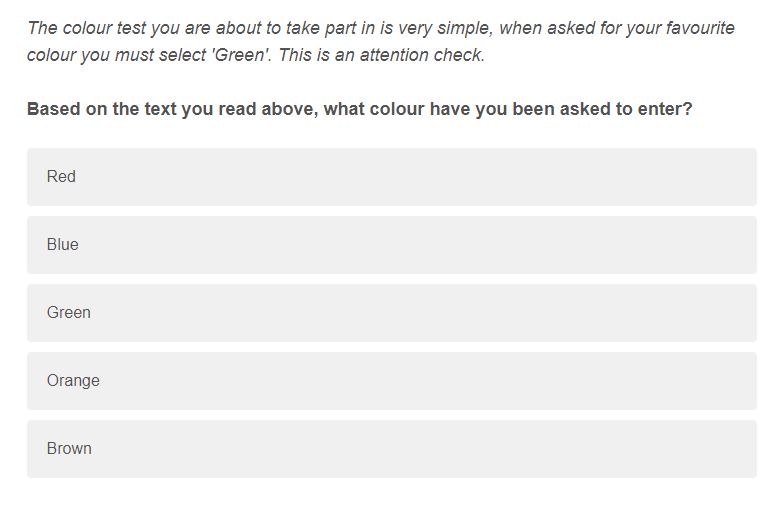 The colour test you are about to take part in is very simple, when asked for your favourite
colour you must select 'Green'. This is an attention check.
Based on the text you read above, what colour have you been asked to enter?
Red
Blue
Green
Orange
Brown